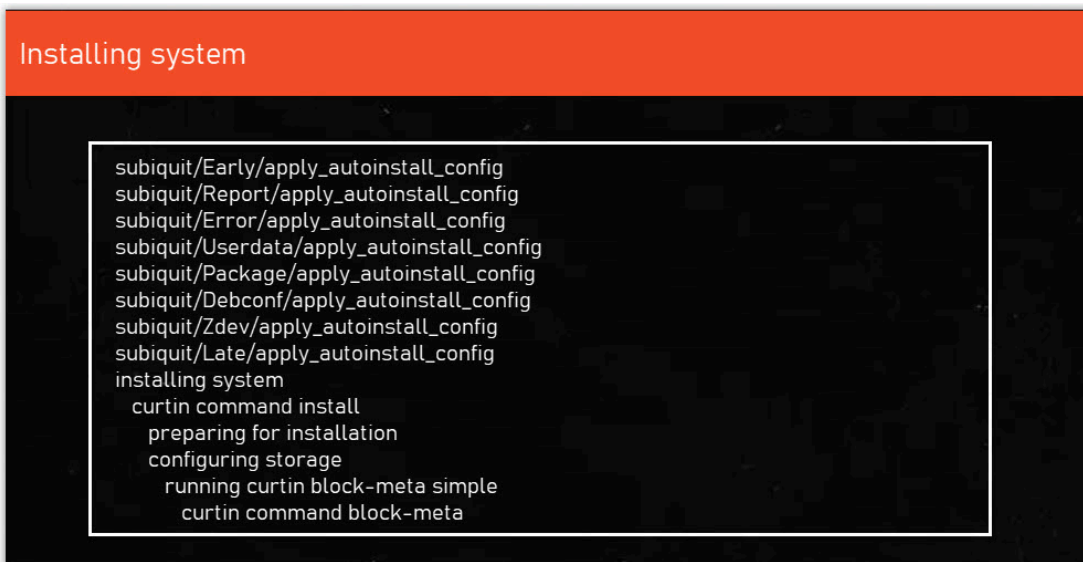 Installing system
subiquit/Early/apply_autoinstall_config
subiquit/Report/apply_autoinstall_config
subiquit/Error/apply_autoinstall_config
subiquit/Userdata/apply_autoinstall_config
subiquit/Package/apply_autoinstall_config
subiquit/Debconf/apply_autoinstall_config
subiquit/Zdev/apply_autoinstall_config
subiquit/Late/apply_autoinstall_config
installing system
curtin command install
preparing for installation
configuring storage
running curtin block-meta simple
curtin command block-meta